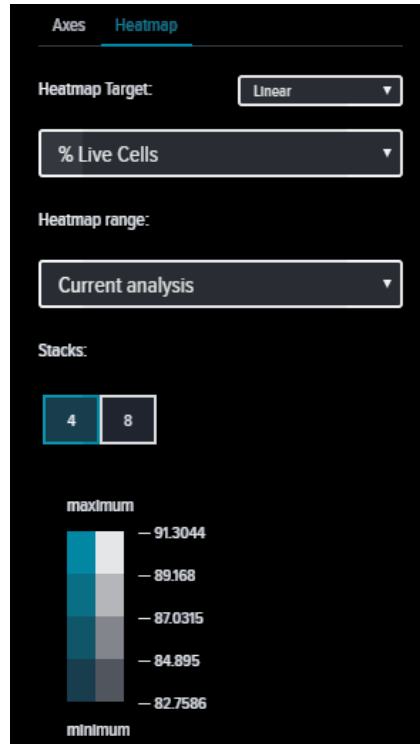 Axes Heatmap
Heatmap Target: Linear
% Live Cells
Heatmap range:
Current analysis
Stacks:
4 8
maximum
— 91.3044
— 89.168
— 87.0315
— 84.895
— 82.7586
minimum